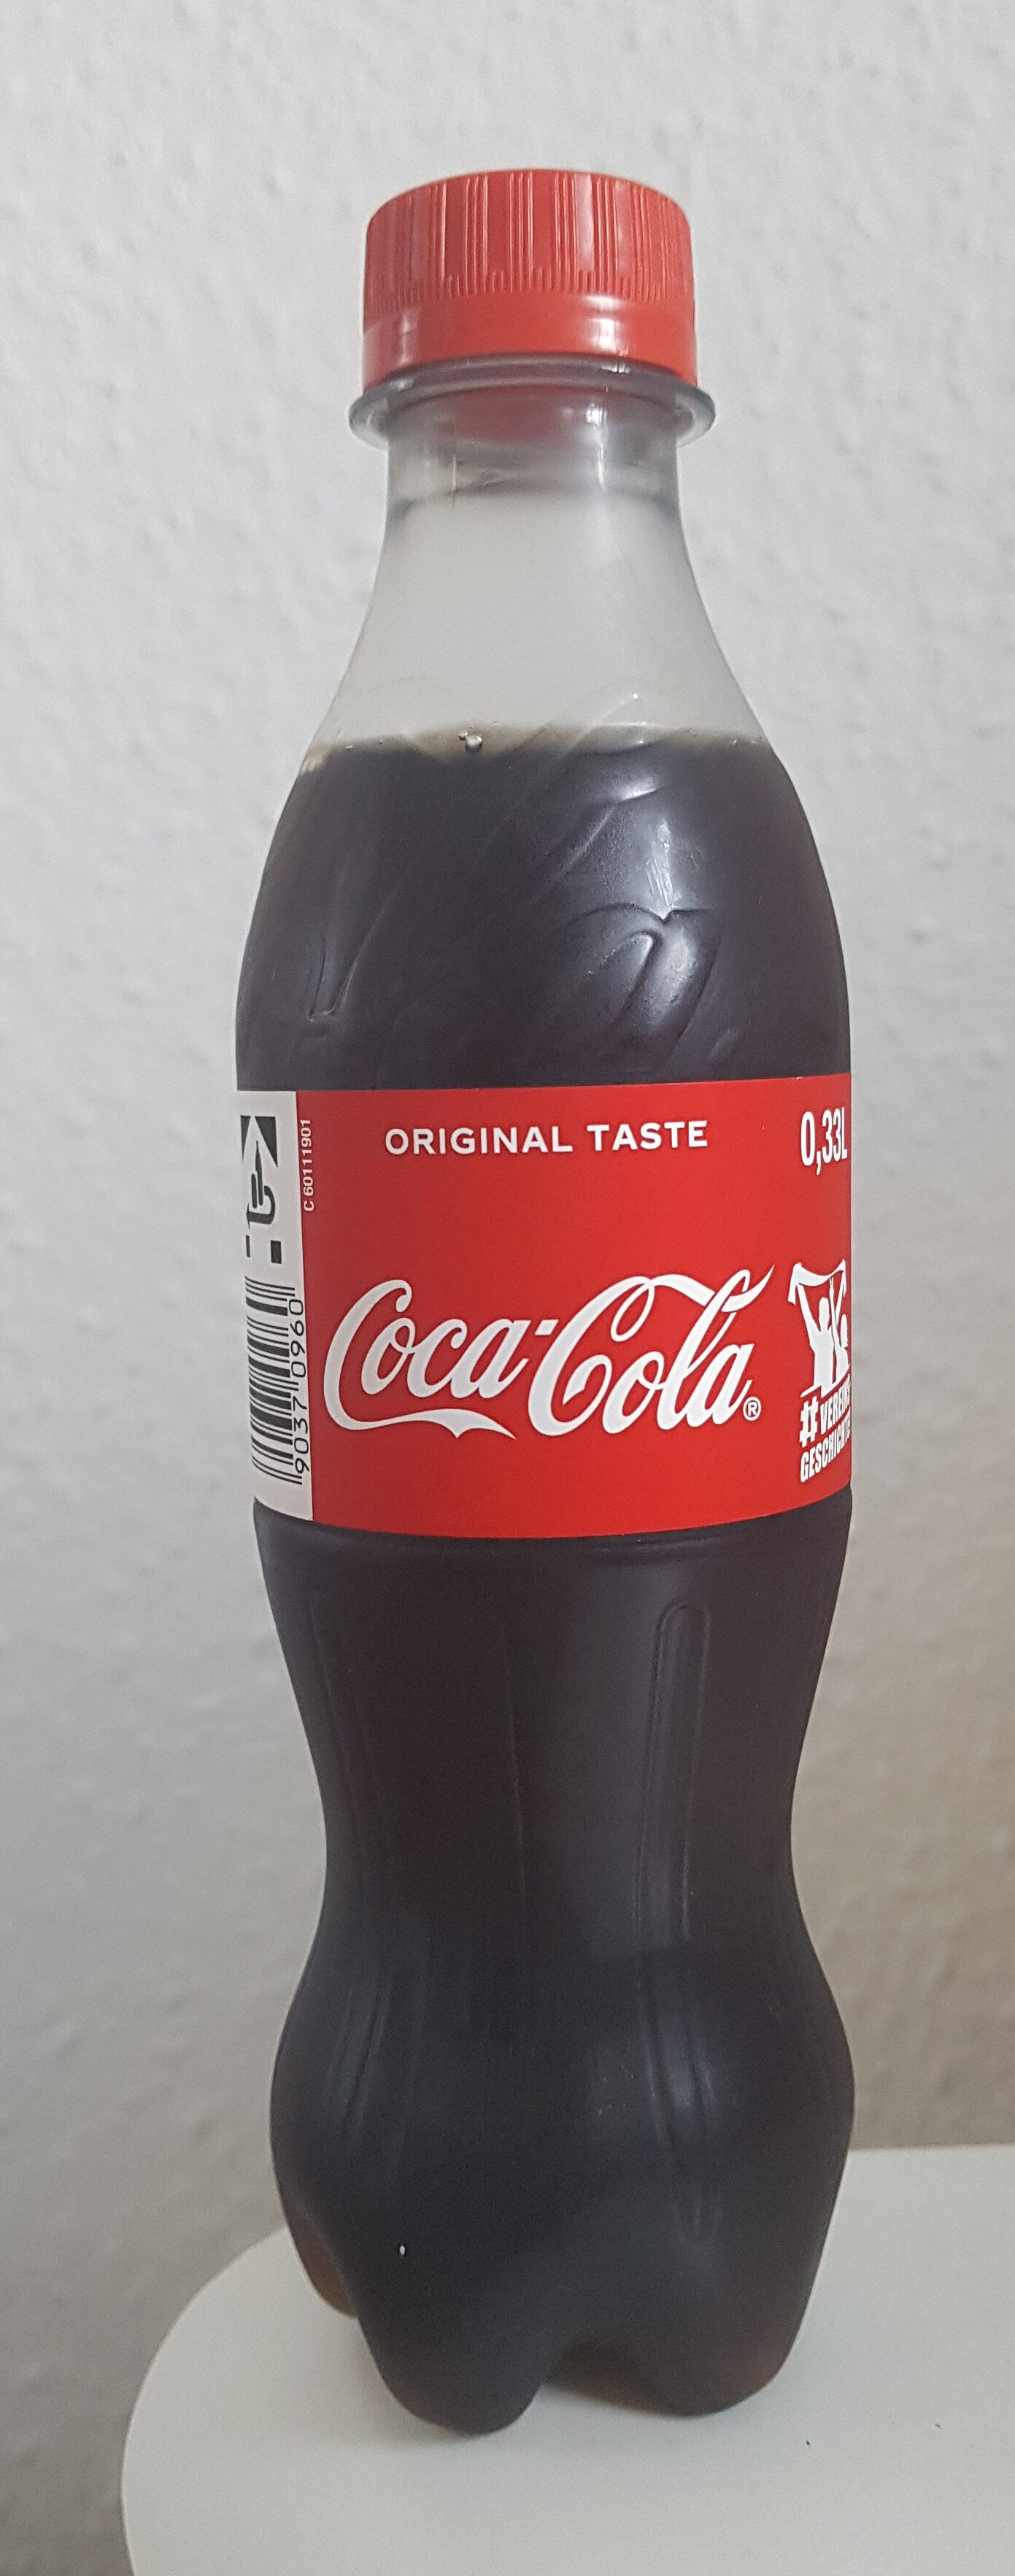 ORIGINAL TASTE
0,33L
C 60111901
Coca-Cola®
9037 0960